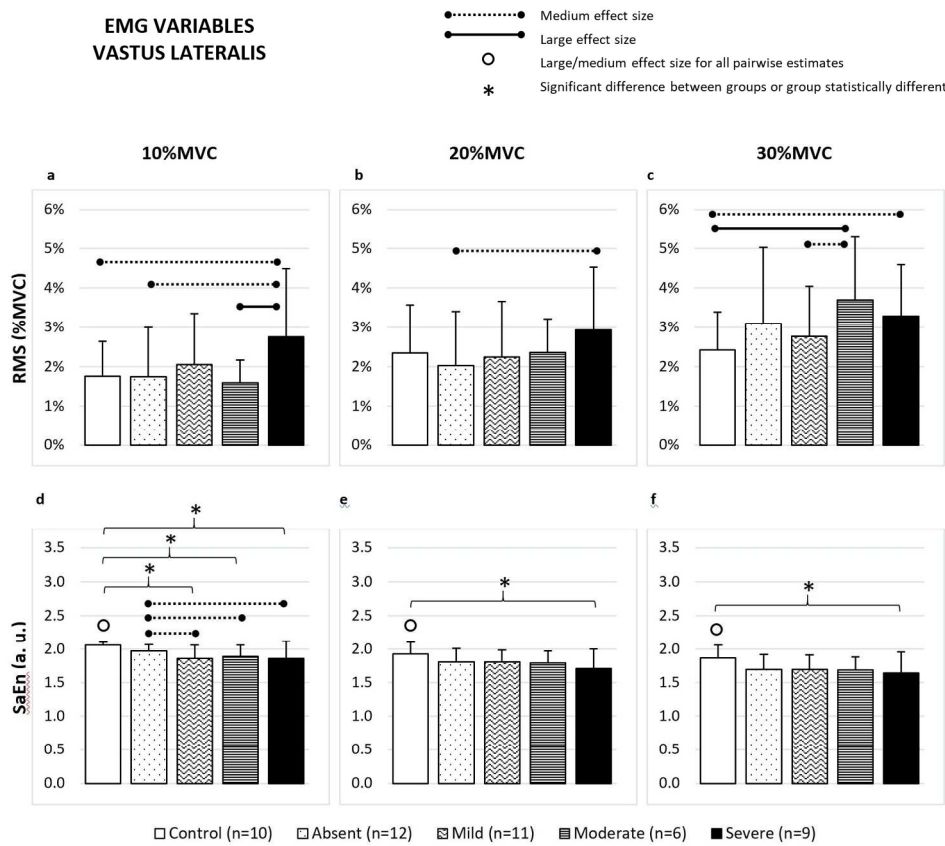 EMG VARIABLES
VASTUS LATERALIS
Medium effect size
Large effect size
Large/medium effect size for all pairwise estimates
* Significant difference between groups or group statistically different
10%MVC 20%MVC 30%MVC
a b c
RMS (%MVC)
6% 6% 6%
5% 5% 5%
4% 4% 4%
3% 3% 3%
2% 2% 2%
1% 1% 1%
0% 0% 0%
d e f
*
*
*
*
*
SaEn (a. u.)
3.5 3.5 3.5
3.0 3.0 3.0
2.5 2.5 2.5
2.0 2.0 2.0
1.5 1.5 1.5
1.0 1.0 1.0
0.5 0.5 0.5
0.0 0.0 0.0
Control (n=10) Absent (n=12) Mild (n=11) Moderate (n=6) Severe (n=9)